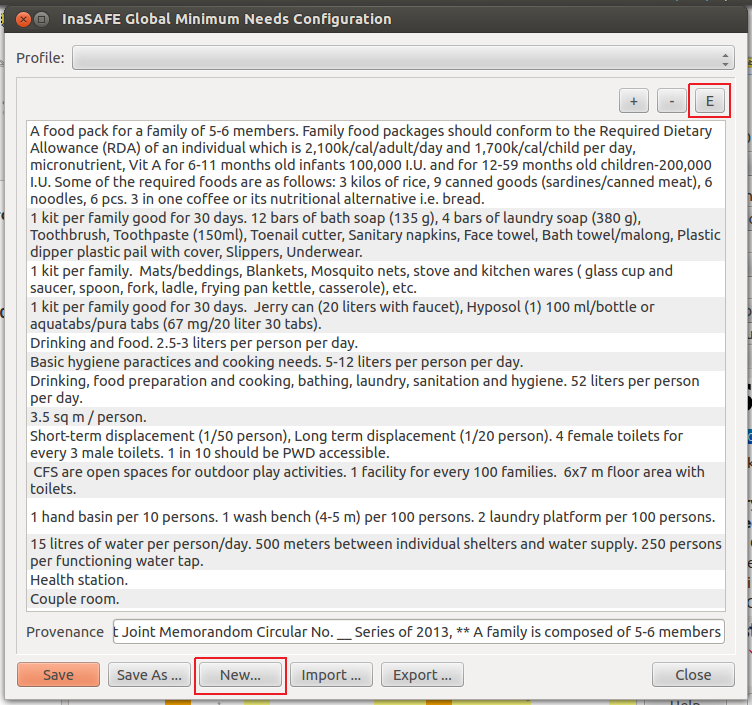 InaSAFE Global Minimum Needs Configuration
Profile:
+ - E
A food pack for a family of 5-6 members. Family food packages should conform to the Required Dietary
Allowance (RDA) of an individual which is 2,100k/cal/adult/day and 1,700k/cal/child per day,
micronutrient, Vit A for 6-11 months old infants 100,000 I.U. and for 12-59 months old children-200,000
I.U. Some of the required foods are as follows: 3 kilos of rice, 9 canned goods (sardines/canned meat), 6
noodles, 6 pcs. 3 in one coffee or its nutritional alternative i.e. bread.
1 kit per family good for 30 days. 12 bars of bath soap (135 g), 4 bars of laundry soap (380 g),
Toothbrush, Toothpaste (150ml), Toenail cutter, Sanitary napkins, Face towel, Bath towel/malong, Plastic
dipper plastic pail with cover, Slippers, Underwear.
1 kit per family.  Mats/beddings, Blankets, Mosquito nets, stove and kitchen wares ( glass cup and
saucer, spoon, fork, ladle, frying pan kettle, casserole), etc.
1 kit per family good for 30 days.  Jerry can (20 liters with faucet), Hyposol (1) 100 ml/bottle or
aquatabs/pura tabs (67 mg/20 liter 30 tabs).
Drinking and food. 2.5-3 liters per person per day.
Basic hygiene paractices and cooking needs. 5-12 liters per person per day.
Drinking, food preparation and cooking, bathing, laundry, sanitation and hygiene. 52 liters per person
per day.
3.5 sq m / person.
Short-term displacement (1/50 person), Long term displacement (1/20 person). 4 female toilets for
every 3 male toilets. 1 in 10 should be PWD accessible.
CFS are open spaces for outdoor play activities. 1 facility for every 100 families.  6x7 m floor area with
toilets.
1 hand basin per 10 persons. 1 wash bench (4-5 m) per 100 persons. 2 laundry platform per 100 persons.
15 litres of water per person/day. 500 meters between individual shelters and water supply. 250 persons
per functioning water tap.
Health station.
Couple room.
Provenance t Joint Memorandom Circular No. __ Series of 2013, ** A family is composed of 5-6 members
Save Save As ... New... Import ... Export ... Close